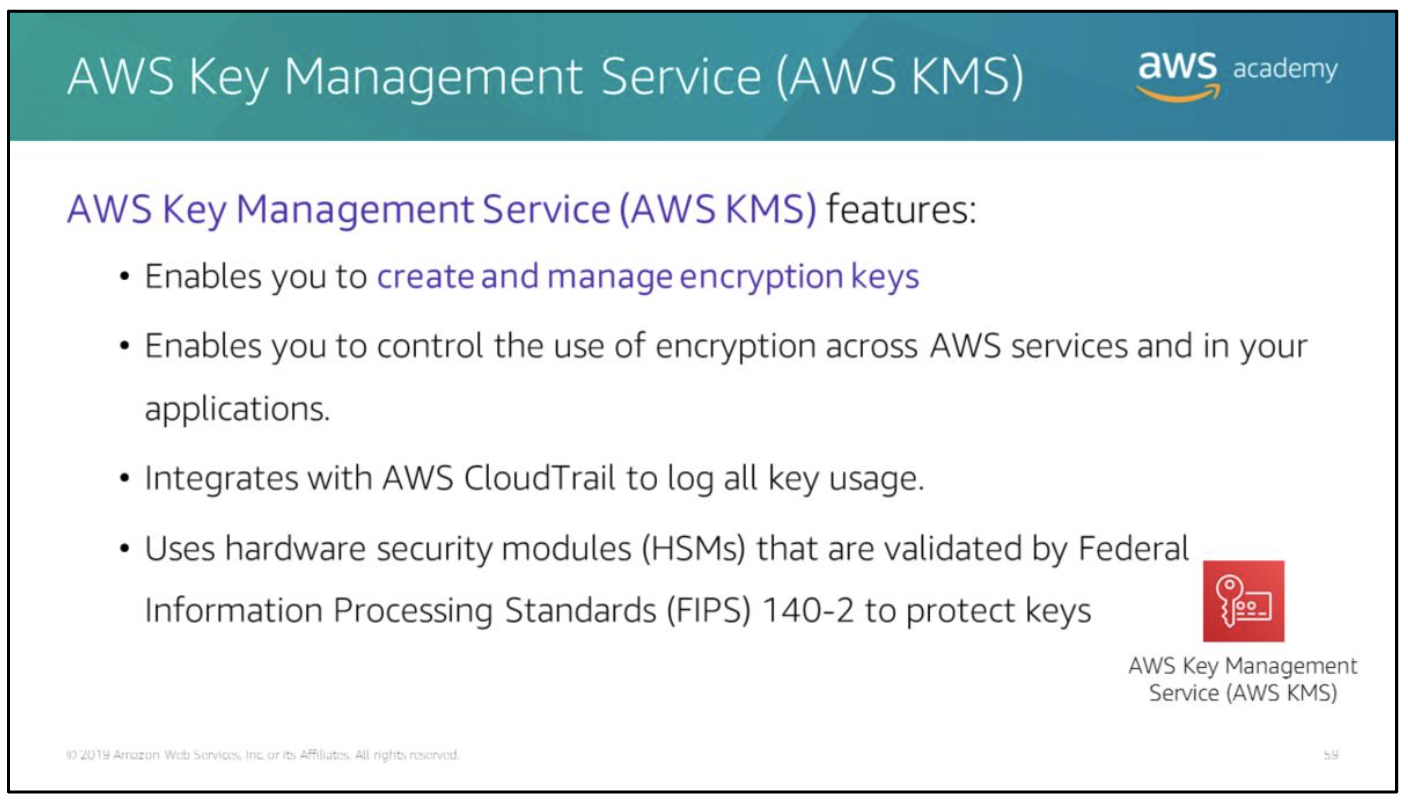 AWS Key Management Service (AWS KMS)
aws academy
AWS Key Management Service (AWS KMS) features:
• Enables you to create and manage encryption keys
• Enables you to control the use of encryption across AWS services and in your
applications.
• Integrates with AWS CloudTrail to log all key usage.
• Uses hardware security modules (HSMs) that are validated by Federal
Information Processing Standards (FIPS) 140-2 to protect keys
AWS Key Management
Service (AWS KMS)
© 2019 Amazon Web Services, Inc. or its Affiliates. All rights reserved.
59